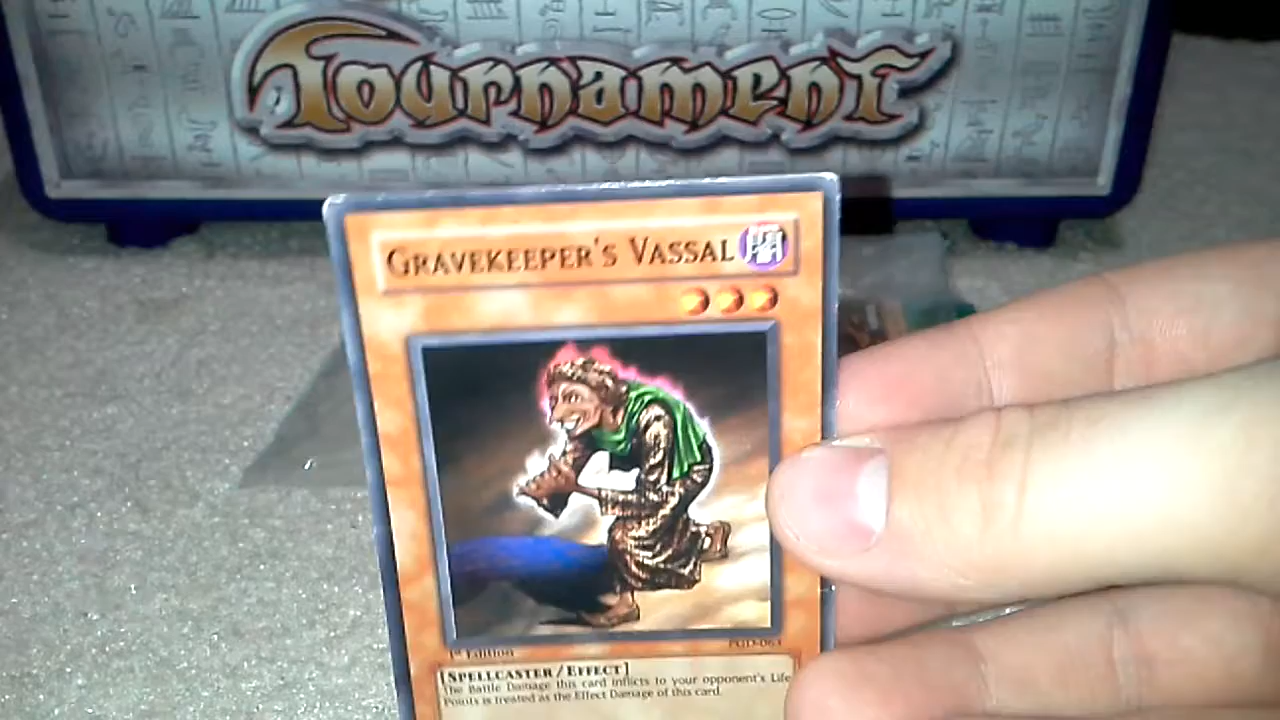 Tournament
GRAVEKEEPER'S VASSAL
1st Edition
PGD-063
[SPELLCASTER/EFFECT]
The Battle Damage this card inflicts to your opponent's Life
Points is treated as the Effect Damage of this card.